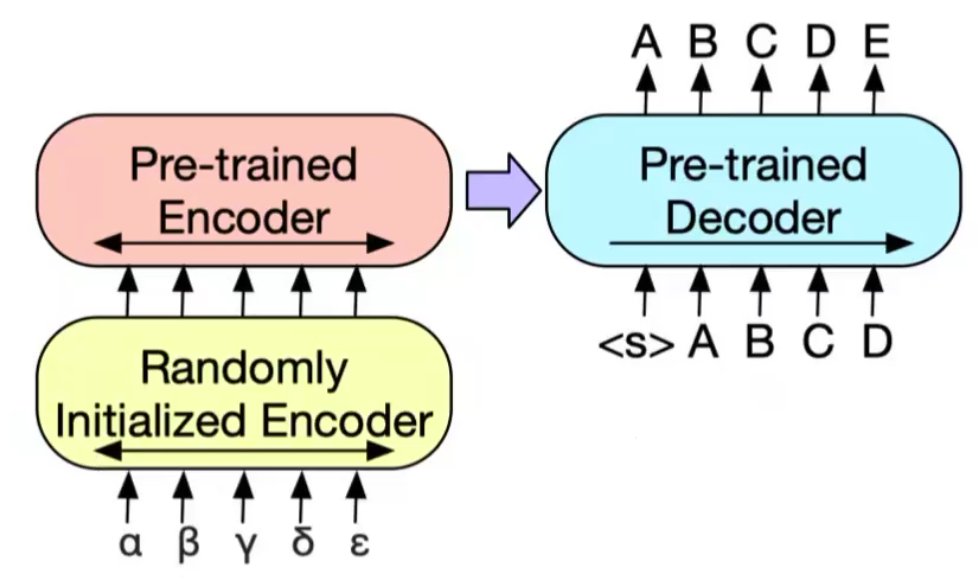 A B C D E
Pre-trained
Encoder
Pre-trained
Decoder
<s> A B C D
Randomly
Initialized Encoder
α β γ δ ε